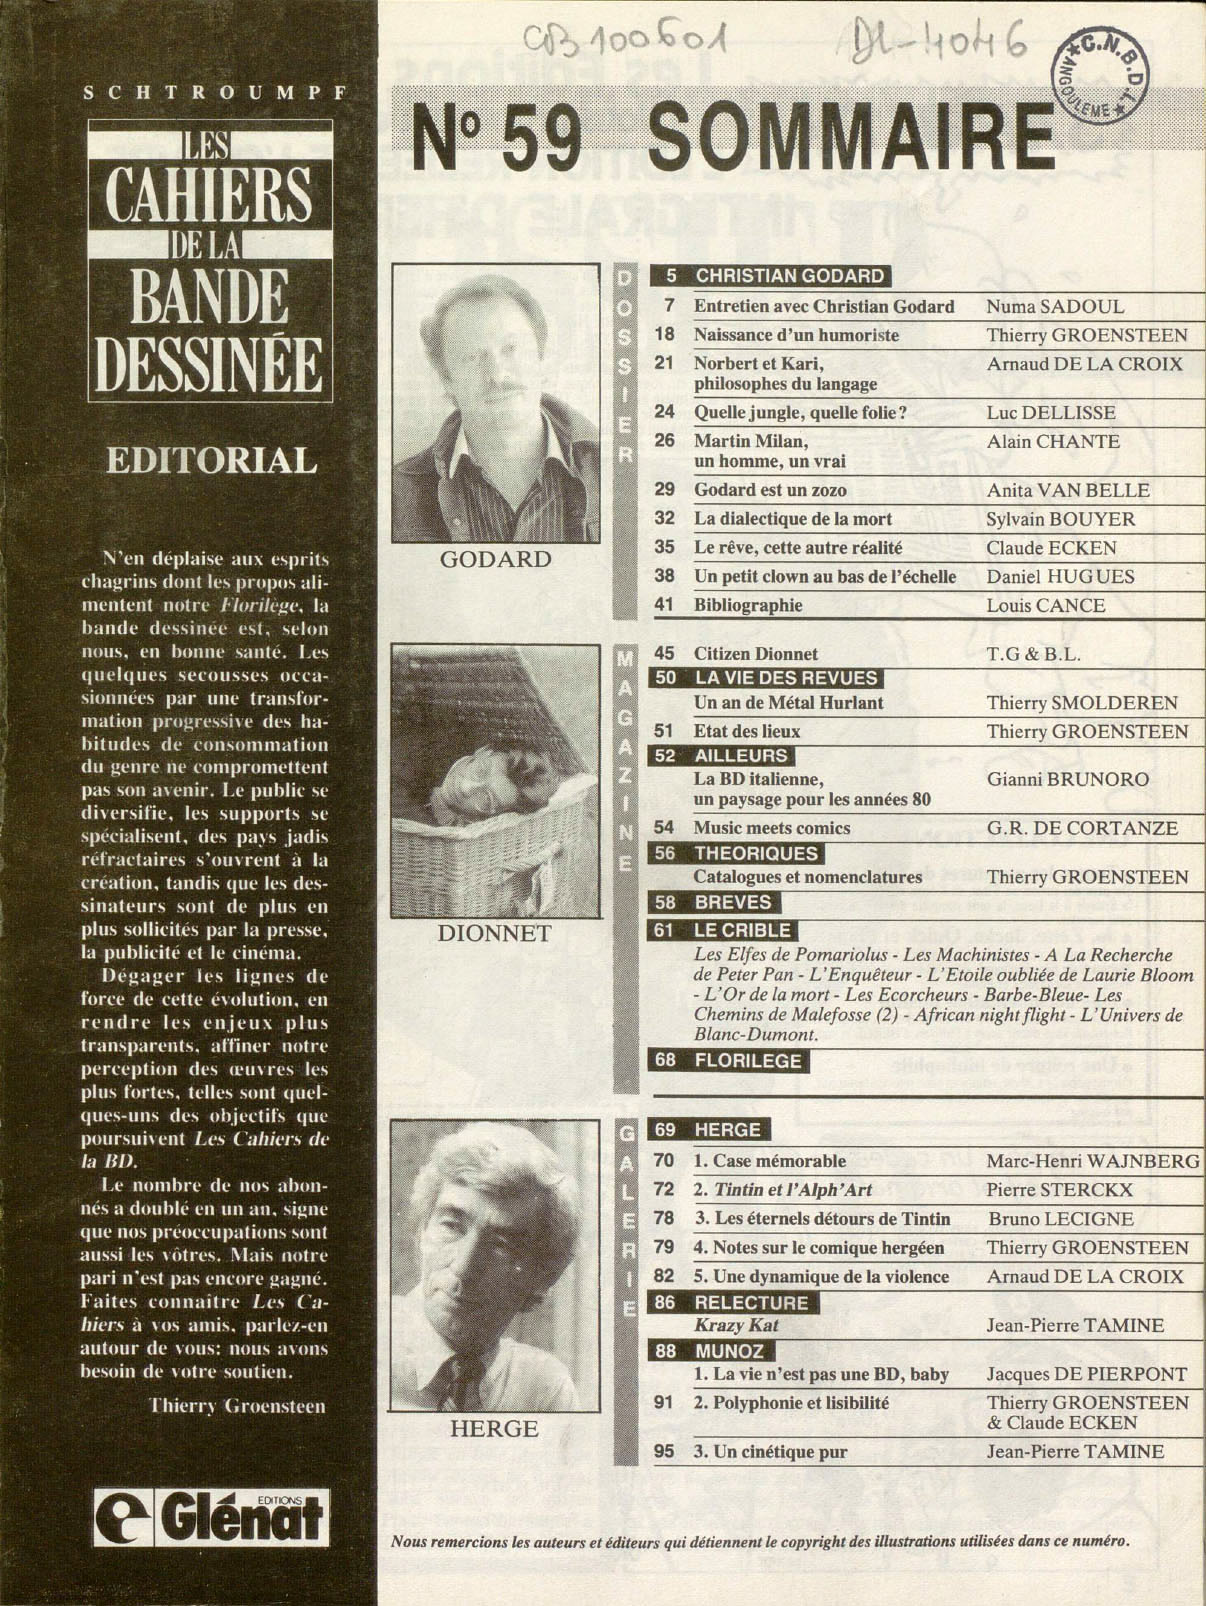 CB 100601
DL-4046
C.N.B.D.I. ★ ANGOULEME ★
SCHTROUMPF
LES
CAHIERS
DE LA
BANDE
DESSINÉE
EDITORIAL
N'en déplaise aux esprits
chagrins dont les propos ali-
mentent notre Florilège, la
bande dessinée est, selon
nous, en bonne santé. Les
quelques secousses occa-
sionnées par une transfor-
mation progressive des ha-
bitudes de consommation
du genre ne compromettent
pas son avenir. Le public se
diversifie, les supports se
spécialisent, des pays jadis
réfractaires s'ouvrent à la
création, tandis que les des-
sinateurs sont de plus en
plus sollicités par la presse,
la publicité et le cinéma.
Dégager les lignes de
force de cette évolution, en
rendre les enjeux plus
transparents, affiner notre
perception des œuvres les
plus fortes, telles sont quel-
ques-uns des objectifs que
poursuivent Les Cahiers de
la BD.
Le nombre de nos abon-
nés a doublé en un an, signe
que nos préoccupations sont
aussi les vôtres. Mais notre
pari n'est pas encore gagné.
Faites connaître Les Ca-
hiers à vos amis, parlez-en
autour de vous: nous avons
besoin de votre soutien.
Thierry Groensteen
EDITIONS
Glénat
N° 59 SOMMAIRE
GODARD
DOSSIER
5 CHRISTIAN GODARD
7 Entretien avec Christian Godard Numa SADOUL
18 Naissance d'un humoriste Thierry GROENSTEEN
21 Norbert et Kari, Arnaud DE LA CROIX
philosophes du langage
24 Quelle jungle, quelle folie? Luc DELLISSE
26 Martin Milan, Alain CHANTE
un homme, un vrai
29 Godard est un zozo Anita VAN BELLE
32 La dialectique de la mort Sylvain BOUYER
35 Le rêve, cette autre réalité Claude ECKEN
38 Un petit clown au bas de l'échelle Daniel HUGUES
41 Bibliographie Louis CANCE
DIONNET
MAGAZINE
45 Citizen Dionnet T.G & B.L.
50 LA VIE DES REVUES
Un an de Métal Hurlant Thierry SMOLDEREN
51 Etat des lieux Thierry GROENSTEEN
52 AILLEURS
La BD italienne, Gianni BRUNORO
un paysage pour les années 80
54 Music meets comics G.R. DE CORTANZE
56 THEORIQUES
Catalogues et nomenclatures Thierry GROENSTEEN
58 BREVES
61 LE CRIBLE
Les Elfes de Pomariolus - Les Machinistes - A La Recherche
de Peter Pan - L'Enquêteur - L'Etoile oubliée de Laurie Bloom
- L'Or de la mort - Les Ecorcheurs - Barbe-Bleue- Les
Chemins de Malefosse (2) - African night flight - L'Univers de
Blanc-Dumont.
68 FLORILEGE
HERGE
GALERIE
69 HERGE
70 1. Case mémorable Marc-Henri WAJNBERG
72 2. Tintin et l'Alph'Art Pierre STERCKX
78 3. Les éternels détours de Tintin Bruno LECIGNE
79 4. Notes sur le comique hergéen Thierry GROENSTEEN
82 5. Une dynamique de la violence Arnaud DE LA CROIX
86 RELECTURE
Krazy Kat Jean-Pierre TAMINE
88 MUNOZ
1. La vie n'est pas une BD, baby Jacques DE PIERPONT
91 2. Polyphonie et lisibilité Thierry GROENSTEEN
& Claude ECKEN
95 3. Un cinétique pur Jean-Pierre TAMINE
Nous remercions les auteurs et éditeurs qui détiennent le copyright des illustrations utilisées dans ce numéro.